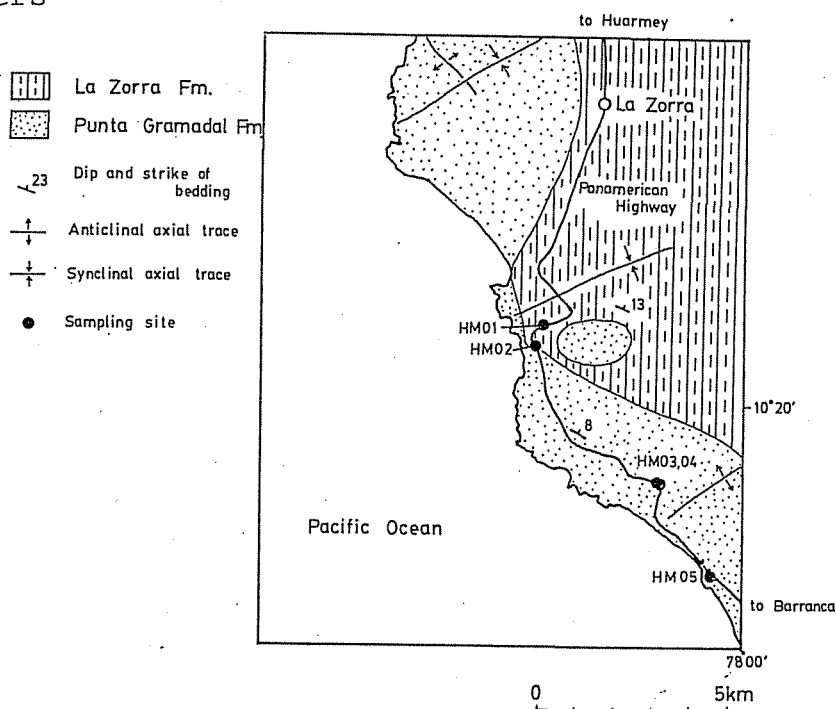 to Huarmey
La Zorra Fm.
Punta Gramadal Fm
23
Dip and strike of
bedding
Anticlinal axial trace
Synclinal axial trace
Sampling site
La Zorra
Panamerican
Highway
13
HM01
HM02
10°20'
8
HM03,04
Pacific Ocean
HM05
to Barranca
78 00'
0 5km